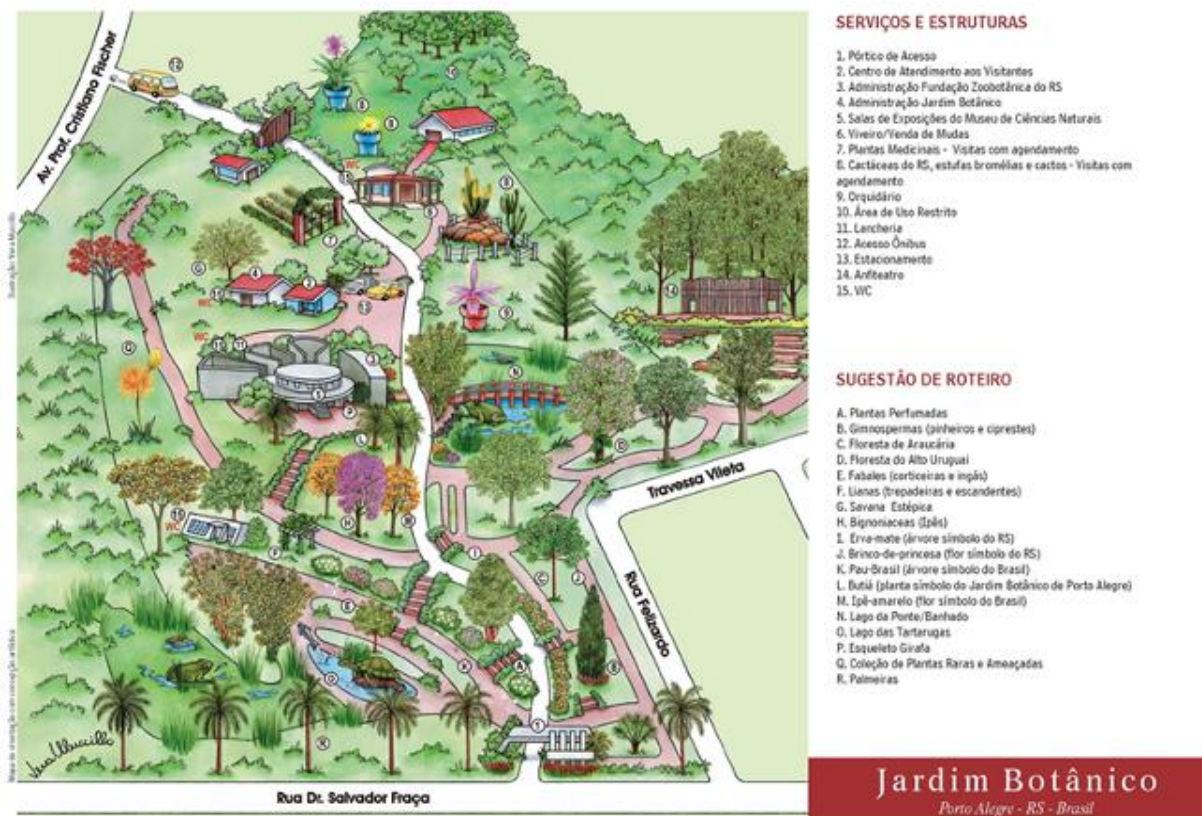 Av. Prof. Cristiano Fischer
Travessa Vileta
Rua Felizardo
Rua Dr. Salvador Fraça
WC
WC
WC
WC
SERVIÇOS E ESTRUTURAS
1. Pórtico de Acesso
2. Centro de Atendimento aos Visitantes
3. Administração Fundação Zoobotânica do RS
4. Administração Jardim Botânico
5. Salas de Exposições do Museu de Ciências Naturais
6. Viveiro/Venda de Mudas
7. Plantas Medicinais - Visitas com agendamento
8. Cactáceas do RS, estufas bromélias e cactos - Visitas com
agendamento
9. Orquidário
10. Área de Uso Restrito
11. Lancheria
12. Acesso Ônibus
13. Estacionamento
14. Anfiteatro
15. WC
SUGESTÃO DE ROTEIRO
A. Plantas Perfumadas
B. Gimnospermas (pinheiros e ciprestes)
C. Floresta de Araucária
D. Floresta do Alto Uruguai
E. Fabales (corticeiras e ingás)
F. Lianas (trepadeiras e escandentes)
G. Savana Estépica
H. Bignoniaceas (Ipês)
I. Erva-mate (árvore símbolo do RS)
J. Brinco-de-princesa (flor símbolo do RS)
K. Pau-Brasil (árvore símbolo do Brasil)
L. Butiá (planta símbolo do Jardim Botânico de Porto Alegre)
M. Ipê-amarelo (flor símbolo do Brasil)
N. Lago da Ponte/Banhado
O. Lago das Tartarugas
P. Esqueleto Girafa
Q. Coleção de Plantas Raras e Ameaçadas
R. Palmeiras
Jardim Botânico
Porto Alegre - RS - Brasil